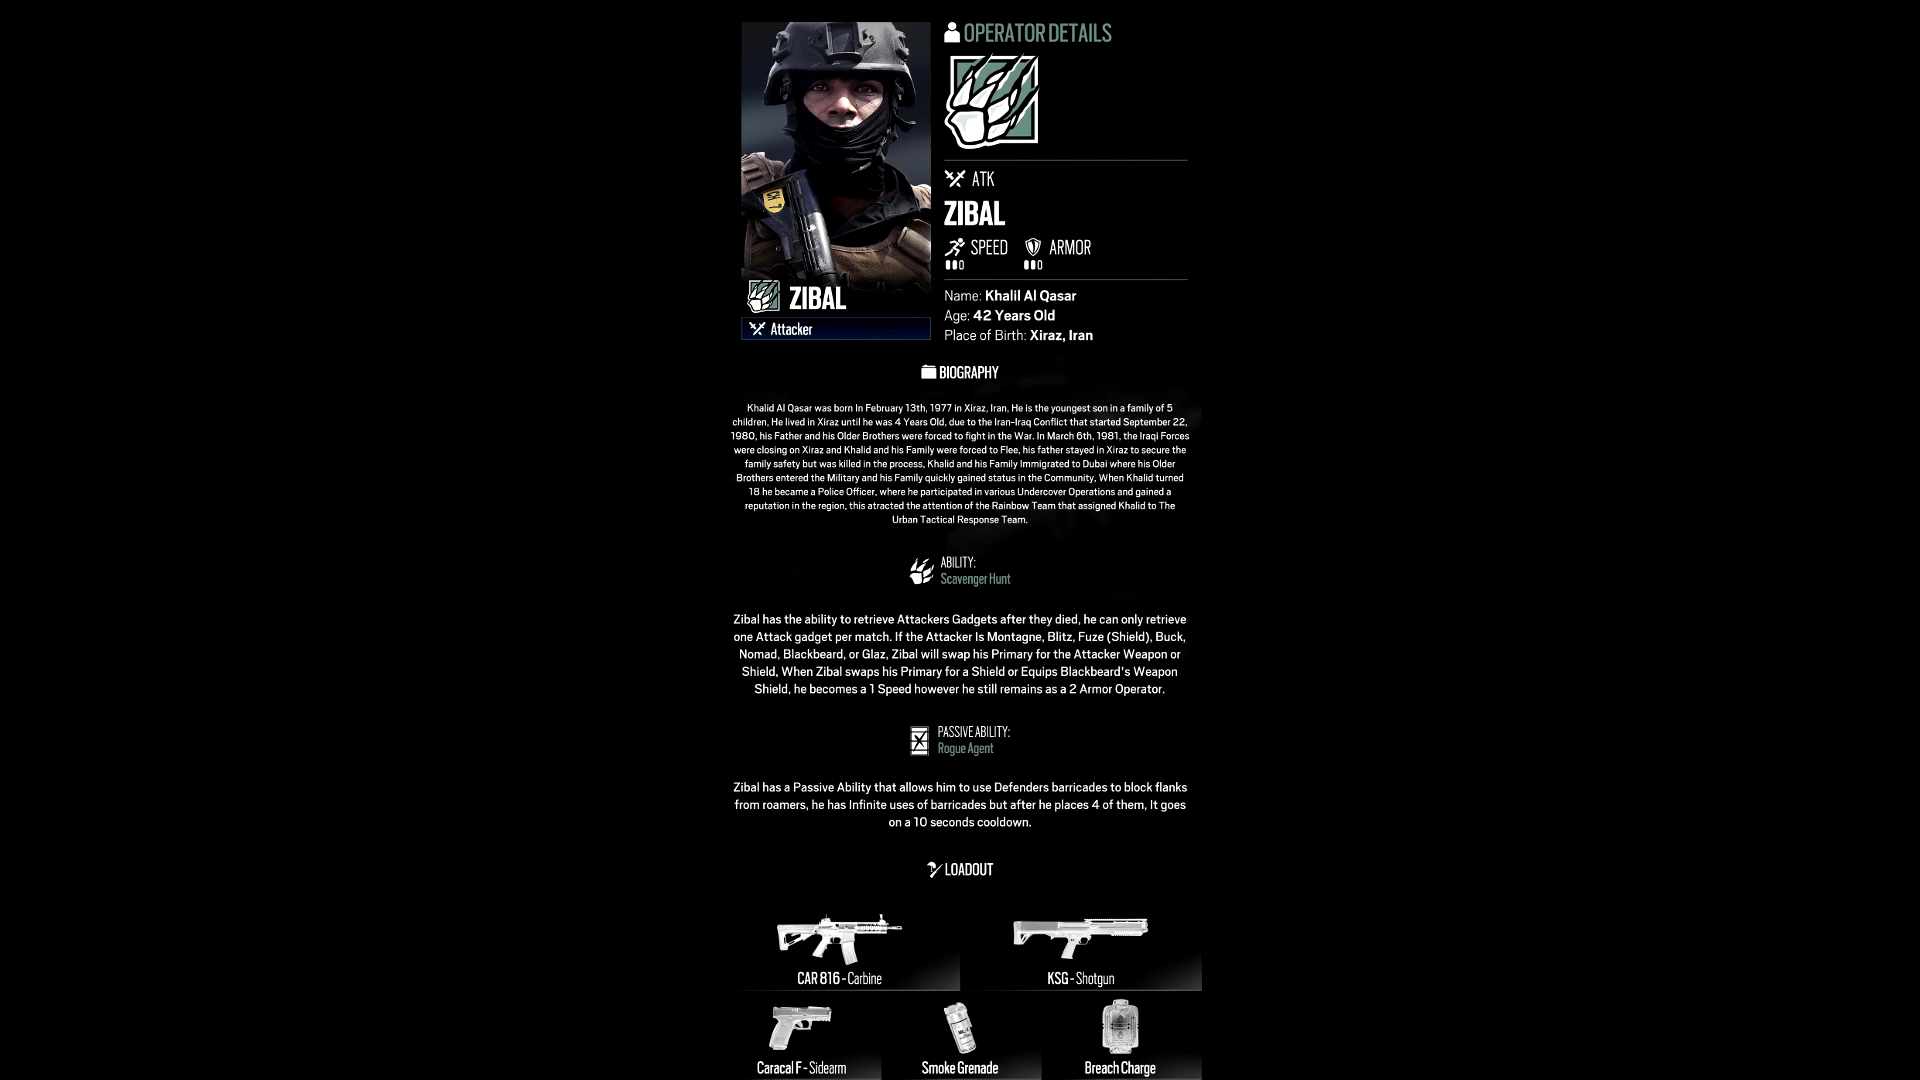 OPERATOR DETAILS
ATK
ZIBAL
SPEED ARMOR
Name: Khalil Al Qasar
Age: 42 Years Old
Place of Birth: Xiraz, Iran
ZIBAL
Attacker
BIOGRAPHY
Khalid Al Qasar was born In February 13th, 1977 in Xiraz, Iran, He is the youngest son in a family of 5
children, He lived in Xiraz until he was 4 Years Old, due to the Iran-Iraq Conflict that started September 22,
1980, his Father and his Older Brothers were forced to fight in the War. In March 6th, 1981, the Iraqi Forces
were closing on Xiraz and Khalid and his Family were forced to Flee, his father stayed in Xiraz to secure the
family safety but was killed in the process, Khalid and his Family Immigrated to Dubai where his Older
Brothers entered the Military and his Family quickly gained status in the Community, When Khalid turned
18 he became a Police Officer, where he participated in various Undercover Operations and gained a
reputation in the region, this atracted the attention of the Rainbow Team that assigned Khalid to The
Urban Tactical Response Team.
ABILITY:
Scavenger Hunt
Zibal has the ability to retrieve Attackers Gadgets after they died, he can only retrieve
one Attack gadget per match. If the Attacker Is Montagne, Blitz, Fuze (Shield), Buck,
Nomad, Blackbeard, or Glaz, Zibal will swap his Primary for the Attacker Weapon or
Shield, When Zibal swaps his Primary for a Shield or Equips Blackbeard's Weapon
Shield, he becomes a 1 Speed however he still remains as a 2 Armor Operator.
PASSIVE ABILITY:
Rogue Agent
Zibal has a Passive Ability that allows him to use Defenders barricades to block flanks
from roamers, he has Infinite uses of barricades but after he places 4 of them, It goes
on a 10 seconds cooldown.
LOADOUT
CAR 816 - Carbine
KSG - Shotgun
Caracal F - Sidearm
Smoke Grenade
Breach Charge